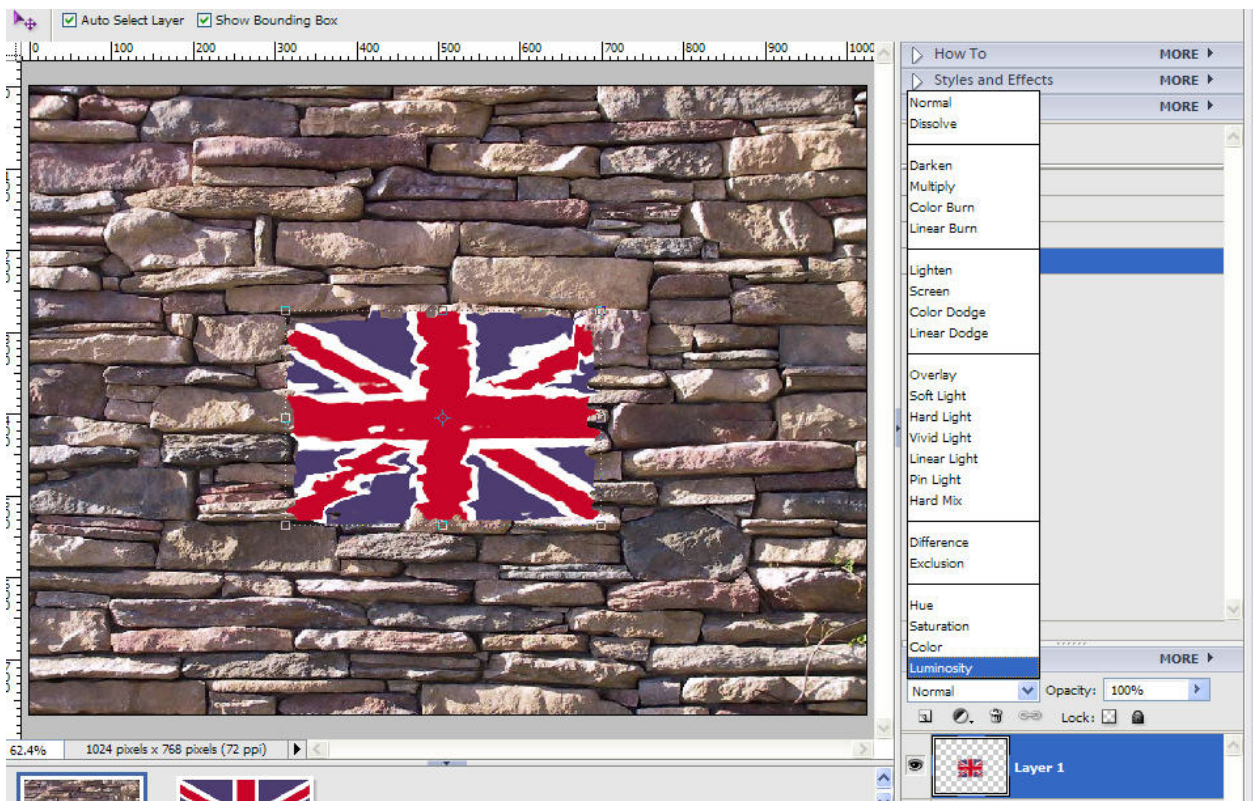 Auto Select Layer Show Bounding Box
0 100 200 300 400 500 600 700 800 900 1000
How To MORE
Styles and Effects MORE
MORE
Normal
Dissolve
Darken
Multiply
Color Burn
Linear Burn
Lighten
Screen
Color Dodge
Linear Dodge
Overlay
Soft Light
Hard Light
Vivid Light
Linear Light
Pin Light
Hard Mix
Difference
Exclusion
Hue
Saturation
Color
Luminosity
MORE
Normal Opacity: 100%
Lock:
62.4% 1024 pixels x 768 pixels (72 ppi)
Layer 1